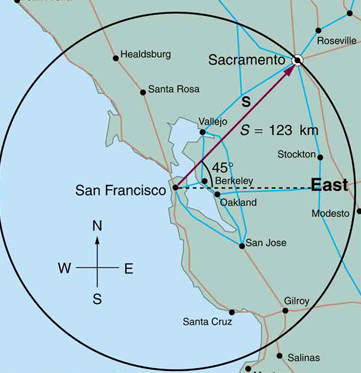 Roseville
Healdsburg
Sacramento
Santa Rosa
S
Vallejo
S = 123 km
Stockton
45°
Berkeley
San Francisco
East
Oakland
Modesto
N
San Jose
W
E
S
Gilroy
Santa Cruz
Salinas